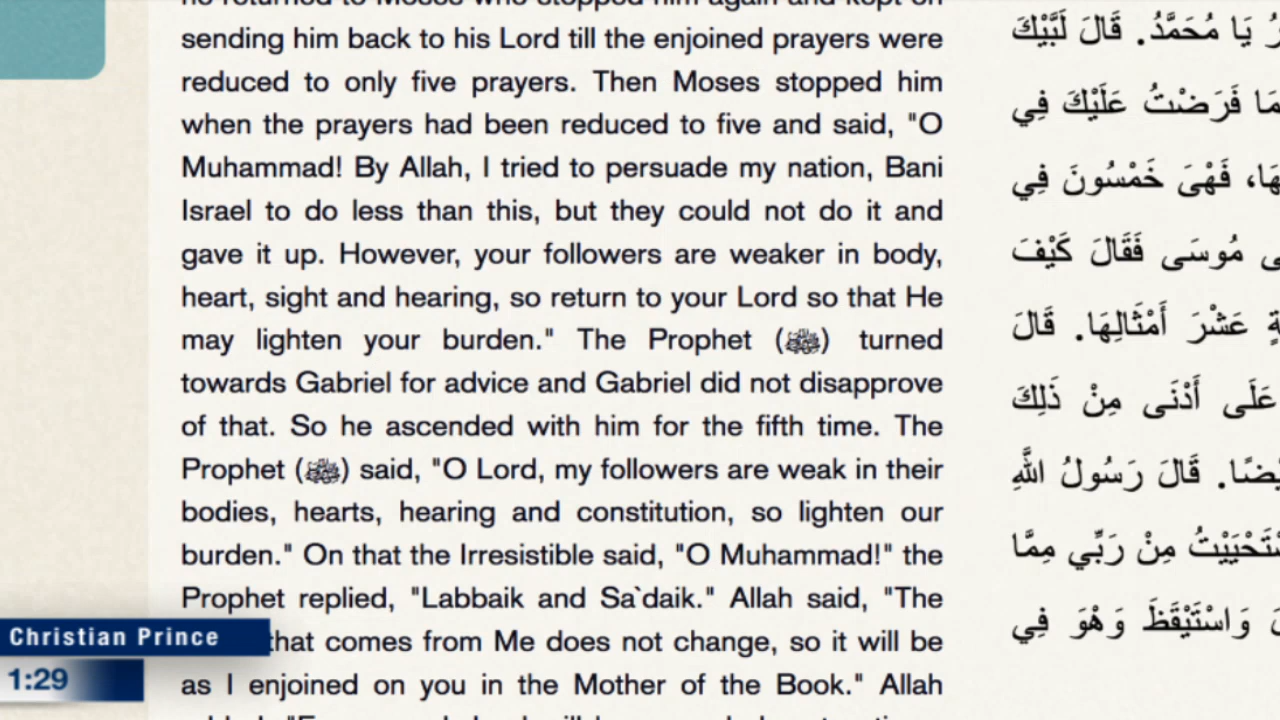 sending him back to his Lord till the enjoined prayers were
reduced to only five prayers. Then Moses stopped him
when the prayers had been reduced to five and said, "O
Muhammad! By Allah, I tried to persuade my nation, Bani
Israel to do less than this, but they could not do it and
gave it up. However, your followers are weaker in body,
heart, sight and hearing, so return to your Lord so that He
may lighten your burden." The Prophet (ﷺ) turned
towards Gabriel for advice and Gabriel did not disapprove
of that. So he ascended with him for the fifth time. The
Prophet (ﷺ) said, "O Lord, my followers are weak in their
bodies, hearts, hearing and constitution, so lighten our
burden." On that the Irresistible said, "O Muhammad!" the
Prophet replied, "Labbaik and Sa`daik." Allah said, "The
that comes from Me does not change, so it will be
as I enjoined on you in the Mother of the Book." Allah
يَا مُحَمَّدُ. قَالَ لَبَّيْكَ
فَرَضْتُ عَلَيْكَ فِي
فَهْىَ خَمْسُونَ فِي
مُوسَى فَقَالَ كَيْفَ
عَشْرَ أَمْثَالِهَا. قَالَ
عَلَى أَدْنَى مِنْ ذَلِكَ
قَالَ رَسُولُ اللَّهِ
مِنْ رَبِّي مِمَّا
وَاسْتَيْقَظَ وَهْوَ فِي
Christian Prince
1:29